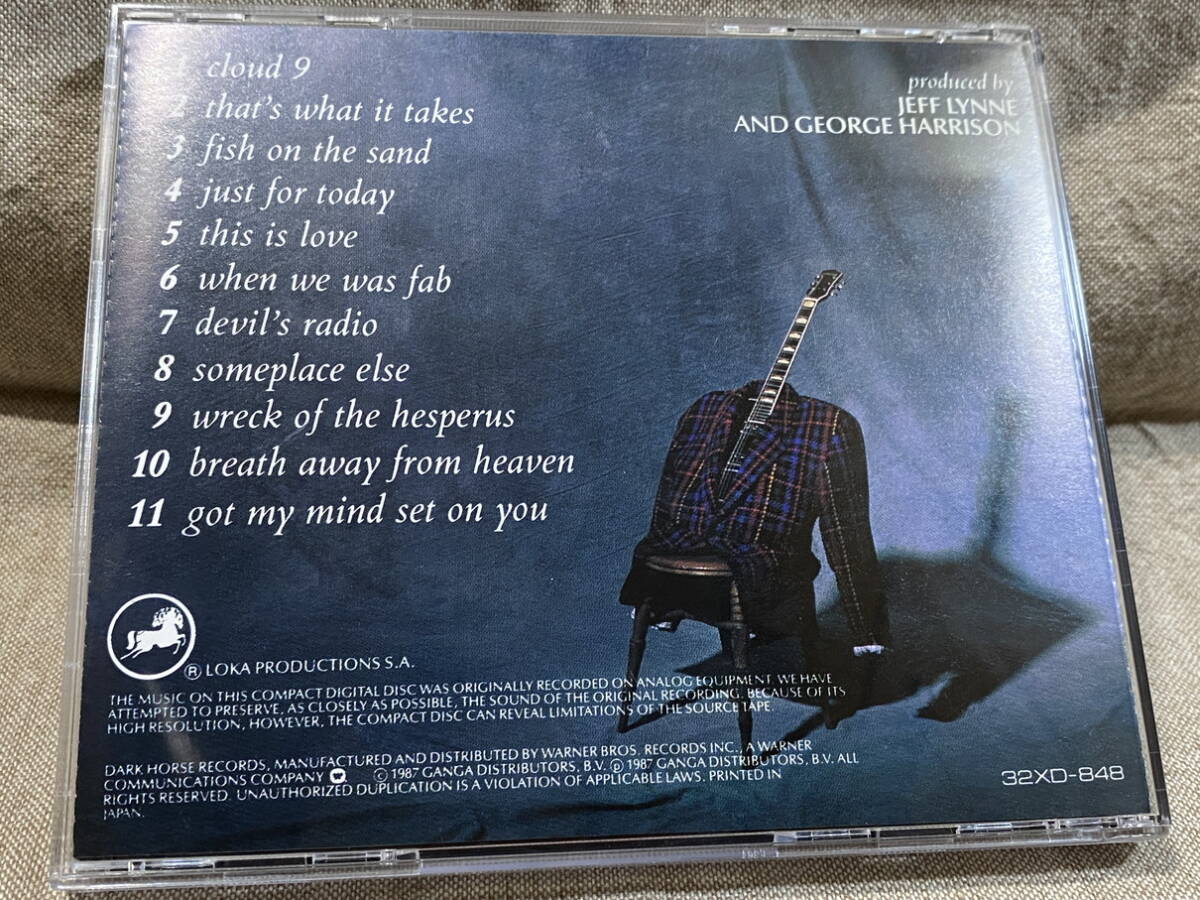 1 cloud 9
2 that's what it takes
3 fish on the sand
4 just for today
5 this is love
6 when we was fab
7 devil's radio
8 someplace else
9 wreck of the hesperus
10 breath away from heaven
11 got my mind set on you
produced by
JEFF LYNNE
AND GEORGE HARRISON
® LOKA PRODUCTIONS S.A.
THE MUSIC ON THIS COMPACT DIGITAL DISC WAS ORIGINALLY RECORDED ON ANALOG EQUIPMENT. WE HAVE
ATTEMPTED TO PRESERVE, AS CLOSELY AS POSSIBLE, THE SOUND OF THE ORIGINAL RECORDING. BECAUSE OF ITS
HIGH RESOLUTION, HOWEVER, THE COMPACT DISC CAN REVEAL LIMITATIONS OF THE SOURCE TAPE.
DARK HORSE RECORDS, MANUFACTURED AND DISTRIBUTED BY WARNER BROS. RECORDS INC., A WARNER
COMMUNICATIONS COMPANY © 1987 GANGA DISTRIBUTORS, B.V. ℗ 1987 GANGA DISTRIBUTORS, B.V. ALL
RIGHTS RESERVED. UNAUTHORIZED DUPLICATION IS A VIOLATION OF APPLICABLE LAWS. PRINTED IN
JAPAN.
32XD-848